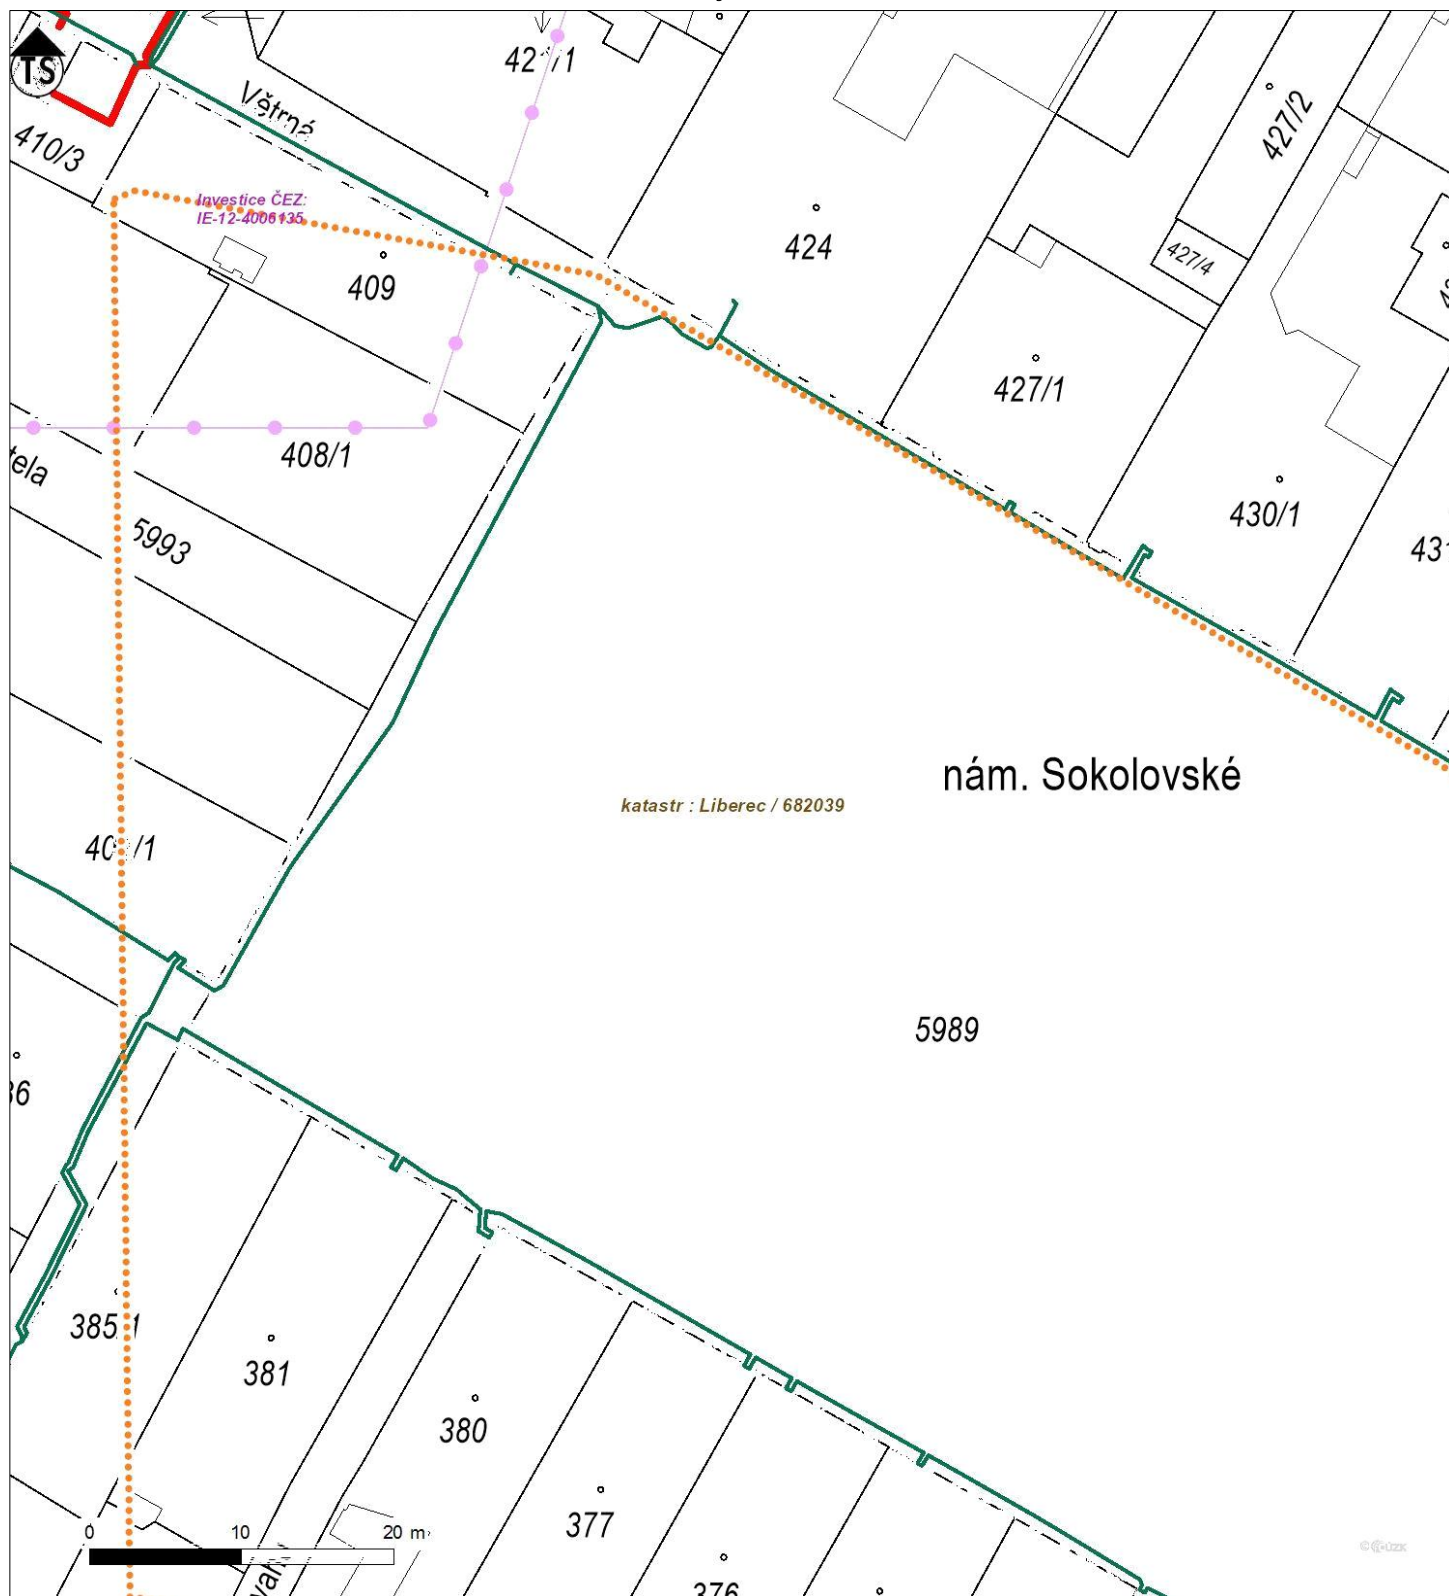 TS
Větrná
410/3
Investice ČEZ:
IE-12-4006135
409
424
427/2
427/4
427/1
408/1
430/1
5993
nám. Sokolovské
katastr : Liberec / 682039
5989
381
380
377
376
0 10 20 m